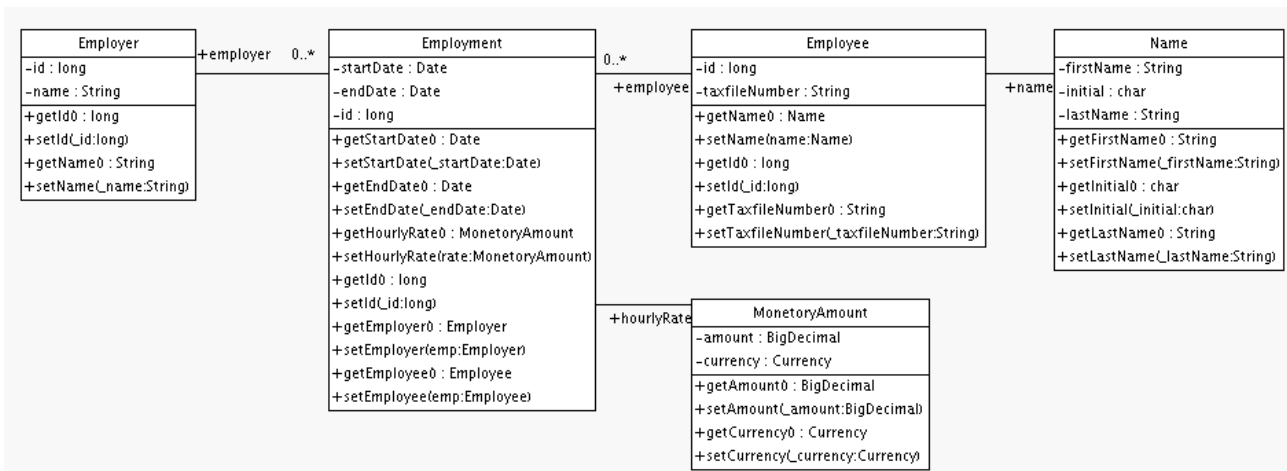 Employer
-id : long
-name : String
+getId() : long
+setId(_id:long)
+getName() : String
+setName(_name:String)
+employer
0..*
Employment
-startDate : Date
-endDate : Date
-id : long
+getStartDate() : Date
+setStartDate(_startDate:Date)
+getEndDate() : Date
+setEndDate(_endDate:Date)
+getHourlyRate() : MonetoryAmount
+setHourlyRate(rate:MonetoryAmount)
+getId() : long
+setId(_id:long)
+getEmployer() : Employer
+setEmployer(emp:Employer)
+getEmployee() : Employee
+setEmployee(emp:Employee)
0..*
+employee
Employee
-id : long
-taxfileNumber : String
+getName() : Name
+setName(name:Name)
+getId() : long
+setId(_id:long)
+getTaxfileNumber() : String
+setTaxfileNumber(_taxfileNumber:String)
+name
Name
-firstName : String
-initial : char
-lastName : String
+getFirstName() : String
+setFirstName(_firstName:String)
+getInitial() : char
+setInitial(_initial:char)
+getLastName() : String
+setLastName(_lastName:String)
+hourlyRate
MonetoryAmount
-amount : BigDecimal
-currency : Currency
+getAmount() : BigDecimal
+setAmount(_amount:BigDecimal)
+getCurrency() : Currency
+setCurrency(_currency:Currency)